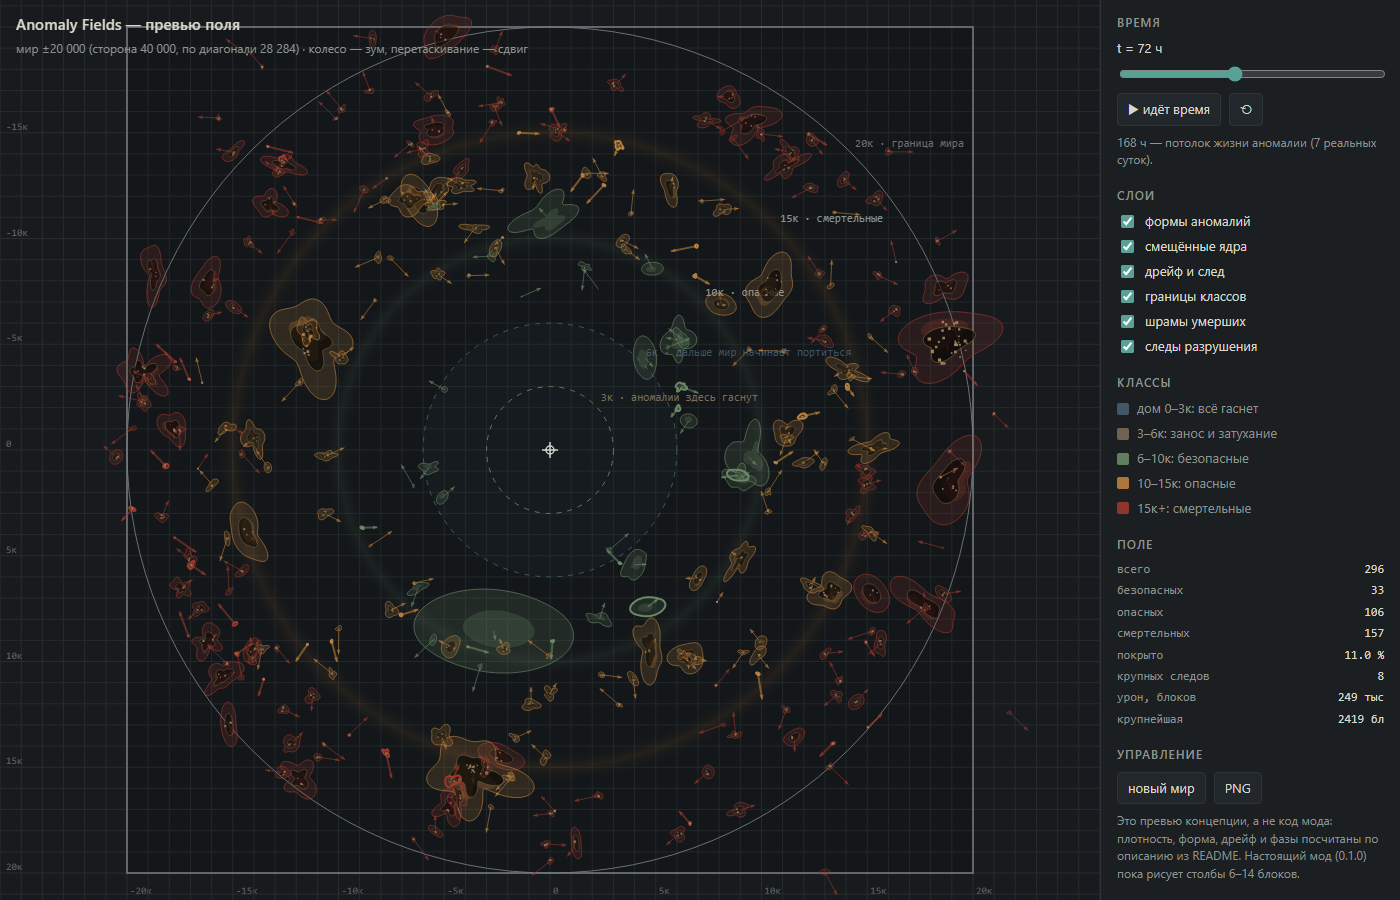 Anomaly Fields — превью поля
мир ±20 000 (сторона 40 000, по диагонали 28 284) · колесо — зум, перетаскивание — сдвиг
20к · граница мира
15к · смертельные
10к · опасные
6к · дальше мир начинает портиться
3к · аномалии здесь гаснут
-15к
-10к
-5к
0
5к
10к
15к
20к
-20к
-15к
-10к
-5к
0
5к
10к
15к
20к
ВРЕМЯ
t = 72 ч
▶ идёт время
⟲
168 ч — потолок жизни аномалии (7 реальных
суток).
СЛОИ
формы аномалий
смещённые ядра
дрейф и след
границы классов
шрамы умерших
следы разрушения
КЛАССЫ
дом 0–3к: всё гаснет
3–6к: занос и затухание
6–10к: безопасные
10–15к: опасные
15к+: смертельные
ПОЛЕ
всего 296
безопасных 33
опасных 106
смертельных 157
покрыто 11.0 %
крупных следов 8
урон, блоков 249 тыс
крупнейшая 2419 бл
УПРАВЛЕНИЕ
новый мир
PNG
Это превью концепции, а не код мода:
плотность, форма, дрейф и фазы посчитаны по
описанию из README. Настоящий мод (0.1.0)
пока рисует столбы 6–14 блоков.